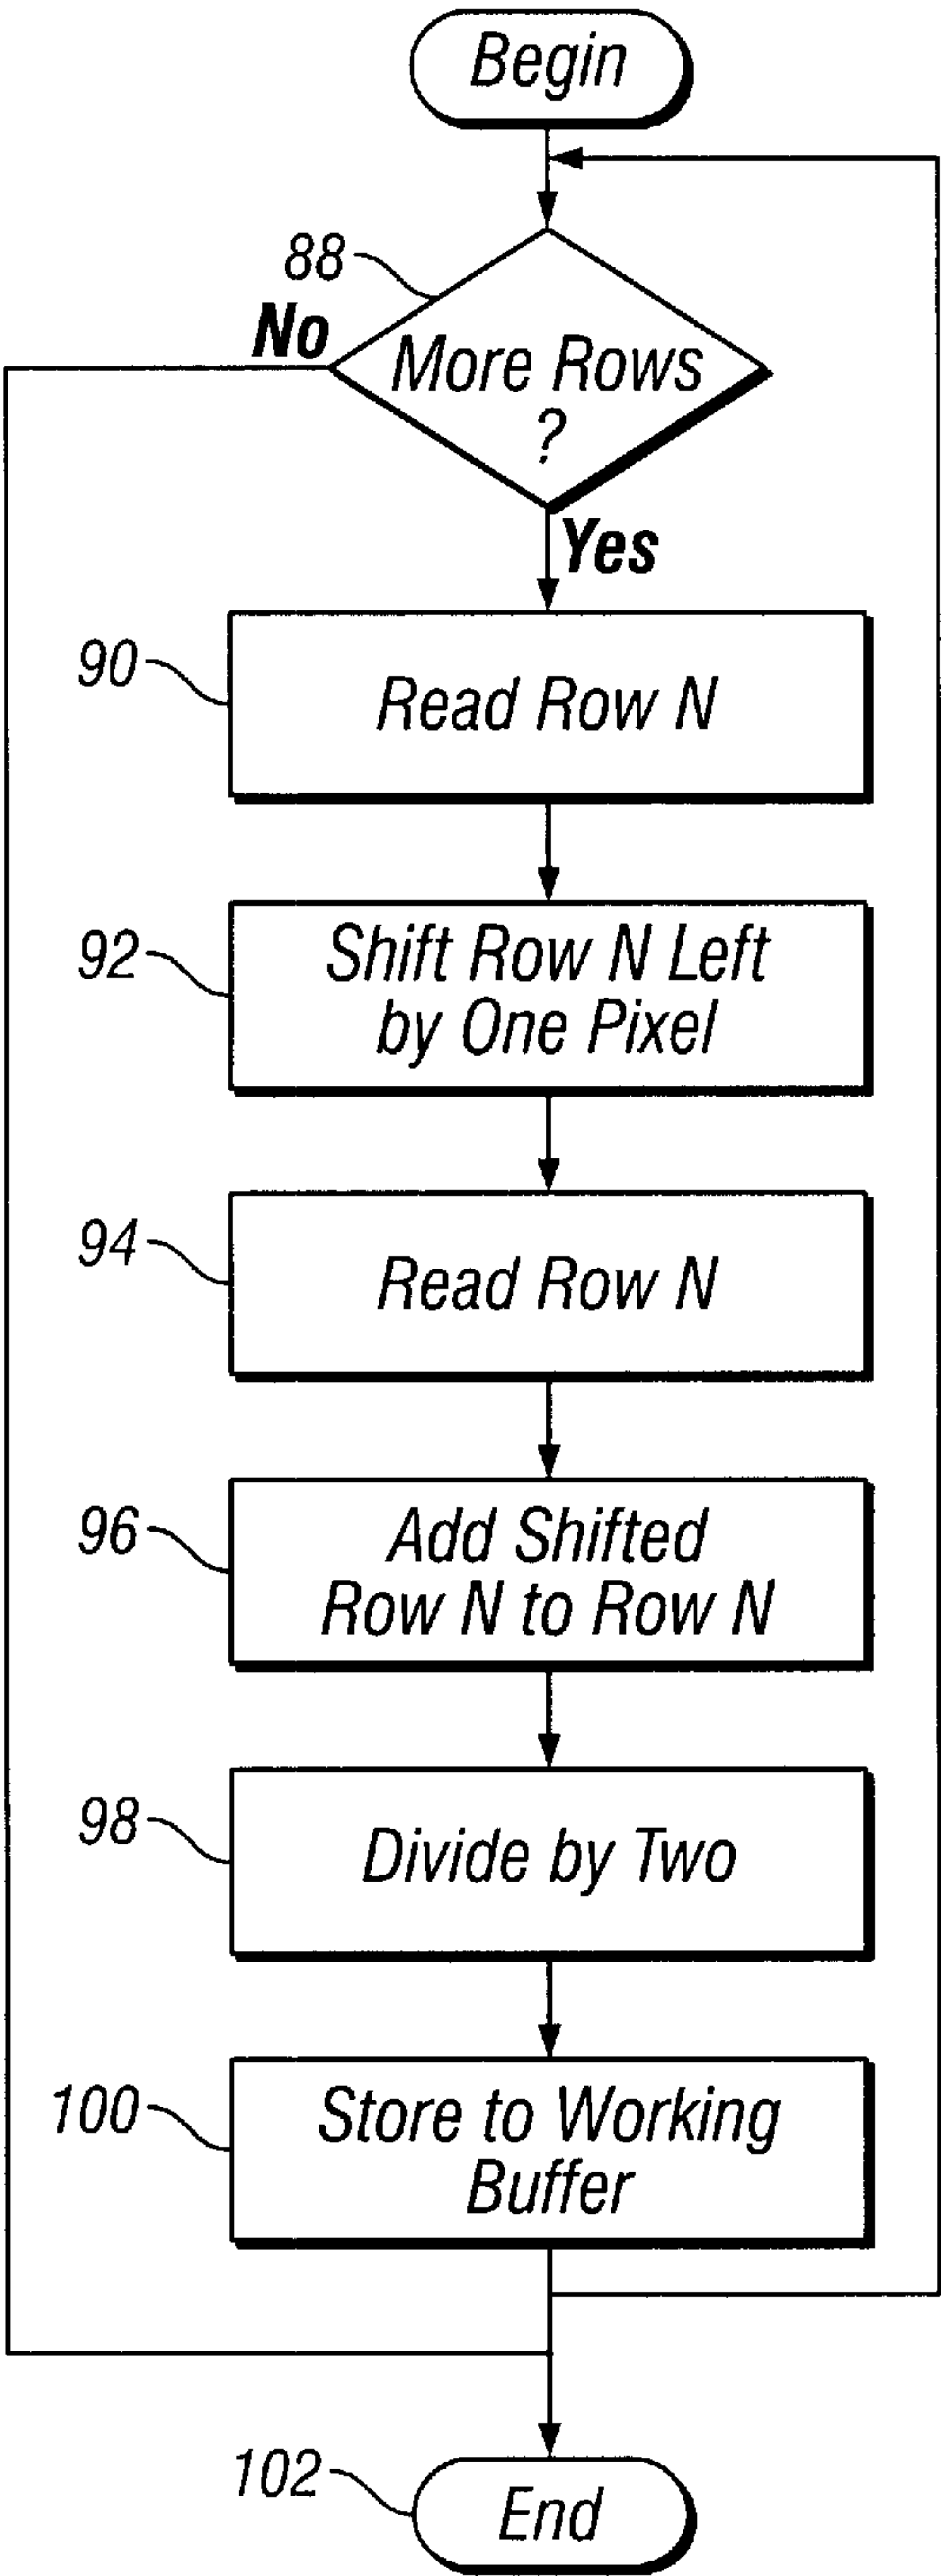 Begin
88
No
More Rows
?
Yes
90
Read Row N
92
Shift Row N Left
by One Pixel
94
Read Row N
96
Add Shifted
Row N to Row N
98
Divide by Two
100
Store to Working
Buffer
102
End